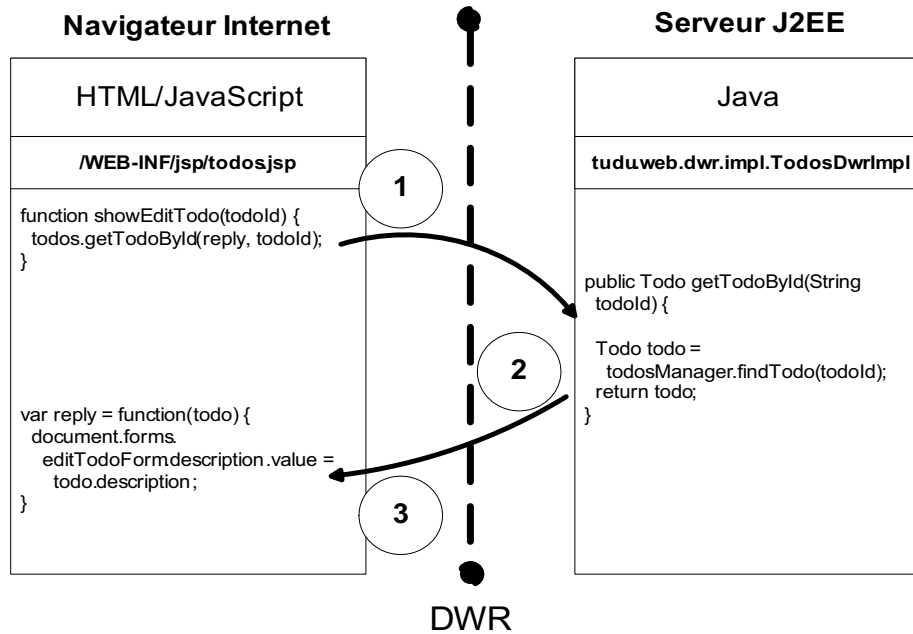 Navigateur Internet
Serveur J2EE
HTML/JavaScript
/WEB-INF/jsp/todos.jsp
function showEditTodo(todoId) {
todos.getTodoById(reply, todoId);
}
var reply = function(todo) {
document.forms.
editTodoForm.description.value =
todo.description;
}
1
2
3
Java
tudu.web.dwr.impl.TodosDwrImpl
public Todo getTodoById(String
todoId) {
Todo todo =
todosManager.findTodo(todoId);
return todo;
}
DWR